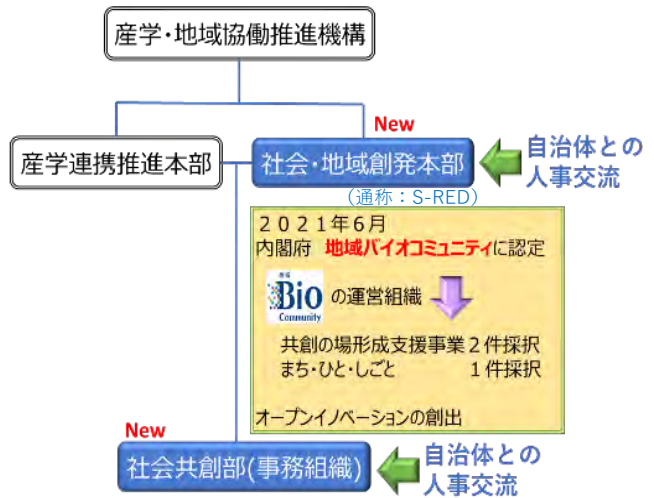 産学・地域協働推進機構
New
産学連携推進本部
社会・地域創発本部
自治体との
人事交流
(通称：S-RED)
２０２１年６月
内閣府 地域バイオコミュニティに認定
地域
Bio
Community
の運営組織
共創の場形成支援事業２件採択
まち・ひと・しごと １件採択
オープンイノベーションの創出
New
社会共創部(事務組織)
自治体との
人事交流